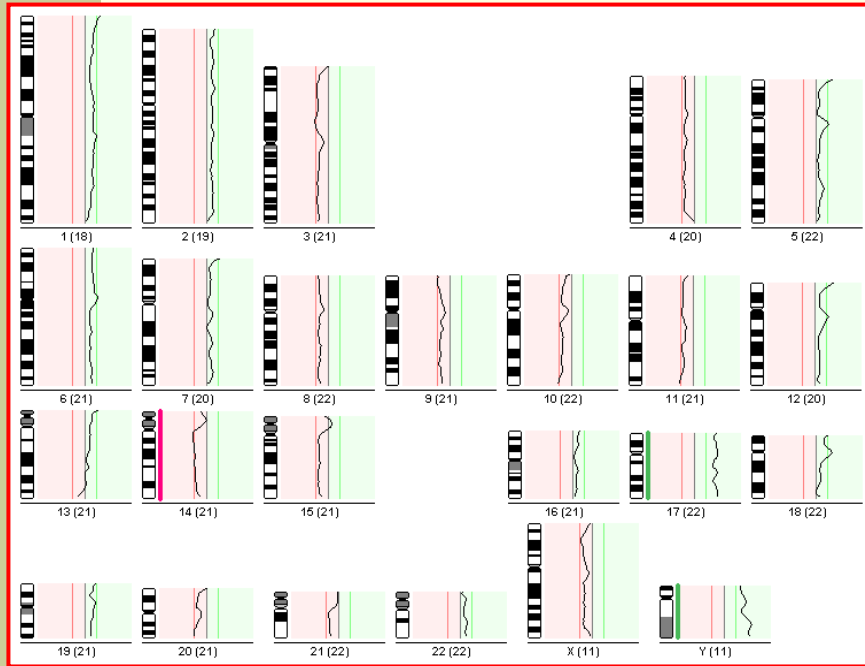 1 (18) 2 (19) 3 (21) 4 (20) 5 (22)
6 (21) 7 (20) 8 (22) 9 (21) 10 (22) 11 (21) 12 (20)
13 (21) 14 (21) 15 (21) 16 (21) 17 (22) 18 (22)
19 (21) 20 (21) 21 (22) 22 (22) X (11) Y (11)